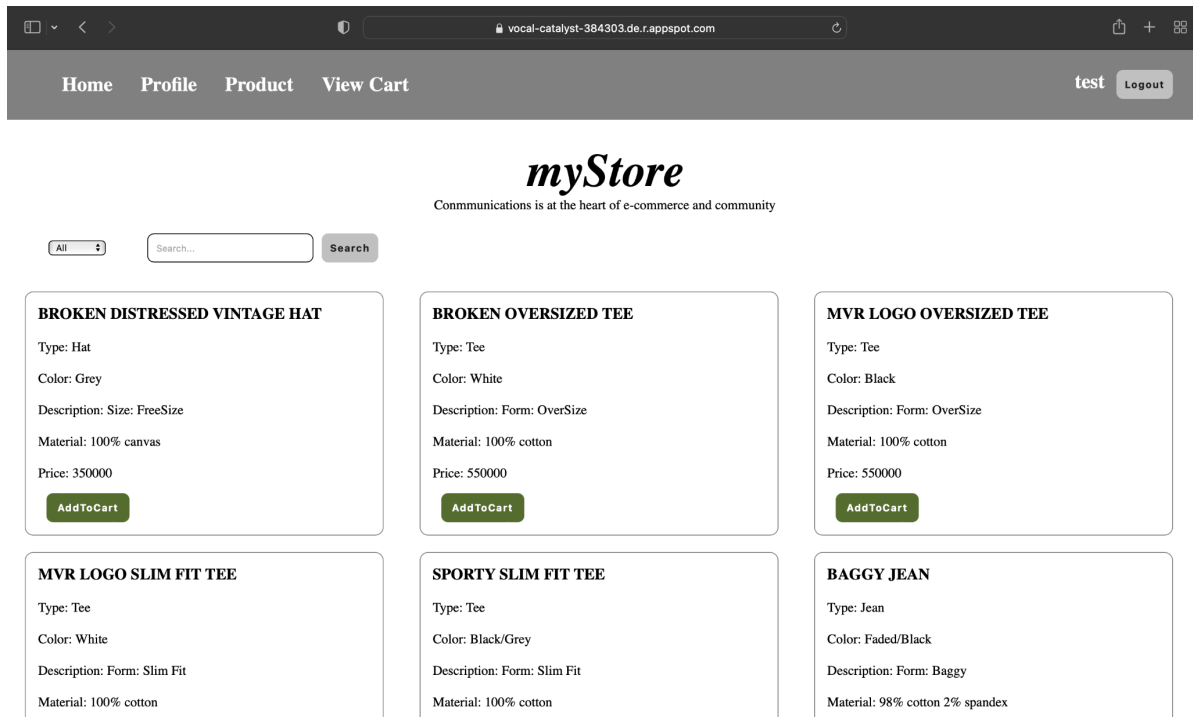 vocal-catalyst-384303.de.r.appspot.com
Home Profile Product View Cart test Logout
myStore
Conmmunications is at the heart of e-commerce and community
All Search... Search
BROKEN DISTRESSED VINTAGE HAT
Type: Hat
Color: Grey
Description: Size: FreeSize
Material: 100% canvas
Price: 350000
AddToCart
BROKEN OVERSIZED TEE
Type: Tee
Color: White
Description: Form: OverSize
Material: 100% cotton
Price: 550000
AddToCart
MVR LOGO OVERSIZED TEE
Type: Tee
Color: Black
Description: Form: OverSize
Material: 100% cotton
Price: 550000
AddToCart
MVR LOGO SLIM FIT TEE
Type: Tee
Color: White
Description: Form: Slim Fit
Material: 100% cotton
SPORTY SLIM FIT TEE
Type: Tee
Color: Black/Grey
Description: Form: Slim Fit
Material: 100% cotton
BAGGY JEAN
Type: Jean
Color: Faded/Black
Description: Form: Baggy
Material: 98% cotton 2% spandex